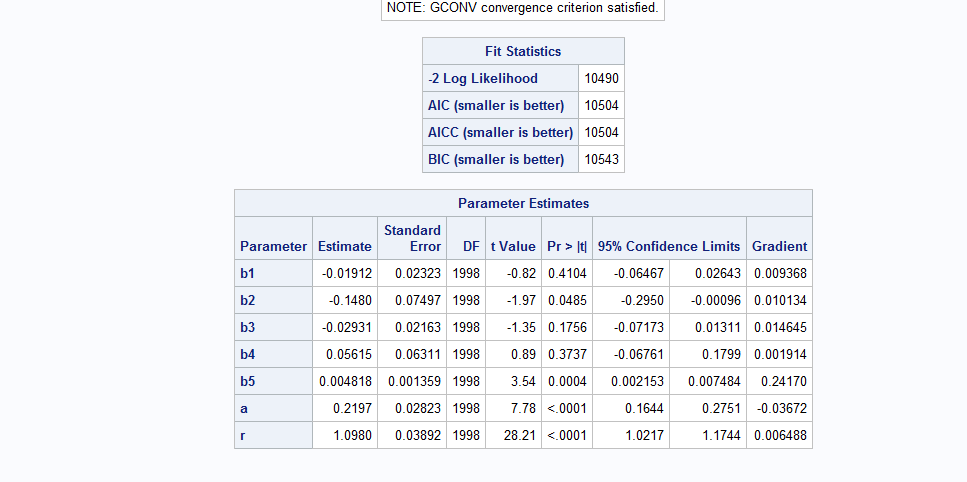 NOTE: GCONV convergence criterion satisfied.
Fit Statistics
-2 Log Likelihood 10490
AIC (smaller is better) 10504
AICC (smaller is better) 10504
BIC (smaller is better) 10543
Parameter Estimates
Parameter Estimate Standard Error DF t Value Pr > |t| 95% Confidence Limits Gradient
b1 -0.01912 0.02323 1998 -0.82 0.4104 -0.06467 0.02643 0.009368
b2 -0.1480 0.07497 1998 -1.97 0.0485 -0.2950 -0.00096 0.010134
b3 -0.02931 0.02163 1998 -1.35 0.1756 -0.07173 0.01311 0.014645
b4 0.05615 0.06311 1998 0.89 0.3737 -0.06761 0.1799 0.001914
b5 0.004818 0.001359 1998 3.54 0.0004 0.002153 0.007484 0.24170
a 0.2197 0.02823 1998 7.78 <.0001 0.1644 0.2751 -0.03672
r 1.0980 0.03892 1998 28.21 <.0001 1.0217 1.1744 0.006488